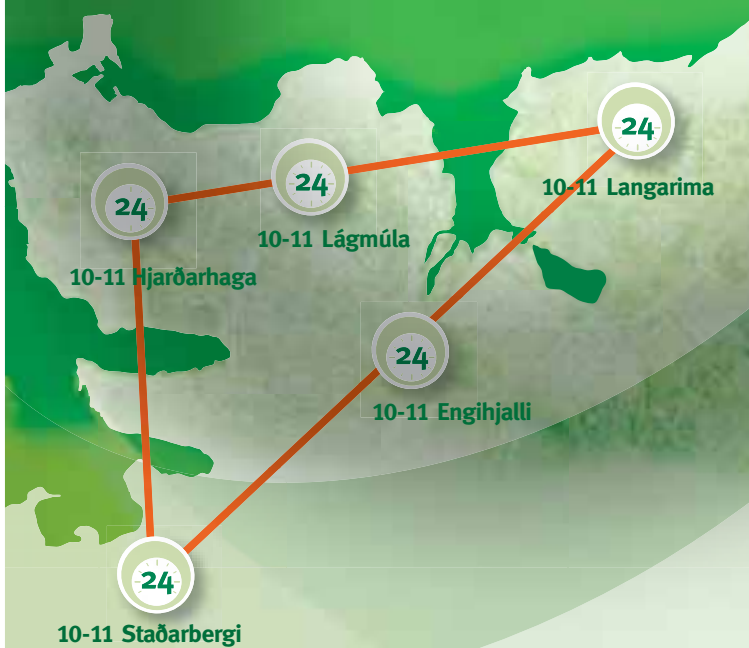 24
10-11 Langarima
24
10-11 Lágmúla
24
10-11 Hjarðarhaga
24
10-11 Engihjalli
24
10-11 Staðarbergi